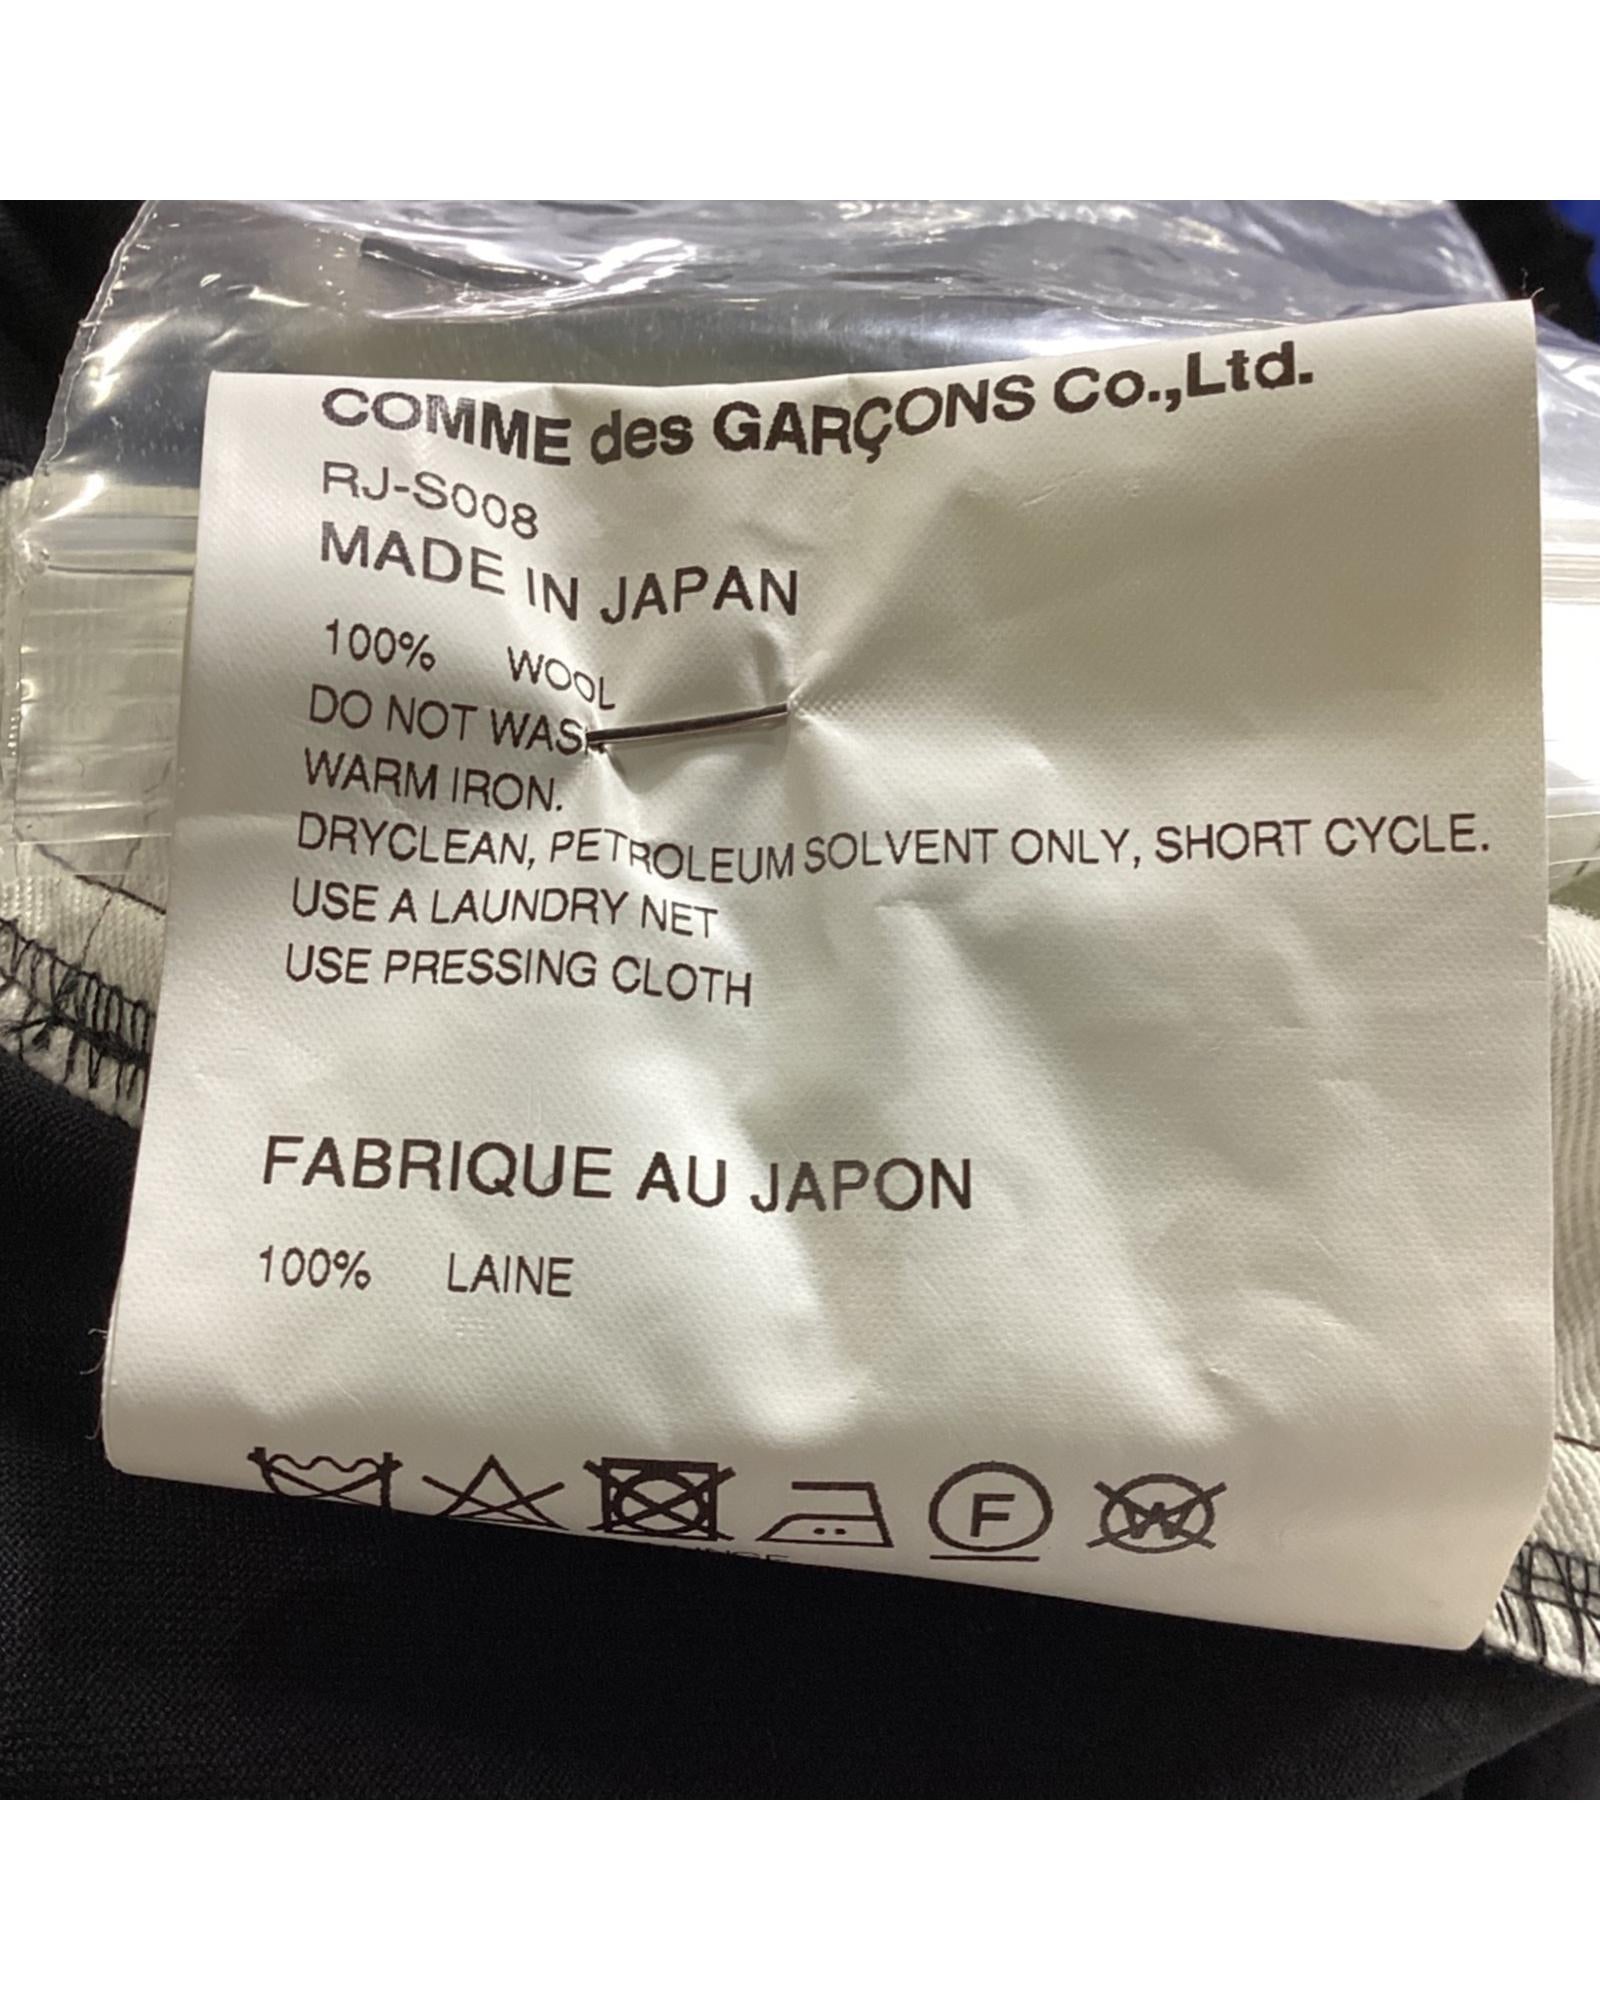 COMME des GARÇONS Co.,Ltd.
RJ-S008
MADE IN JAPAN
100% WOOL
DO NOT WASH
WARM IRON.
DRYCLEAN, PETROLEUM SOLVENT ONLY, SHORT CYCLE.
USE A LAUNDRY NET
USE PRESSING CLOTH
FABRIQUE AU JAPON
100% LAINE
F W